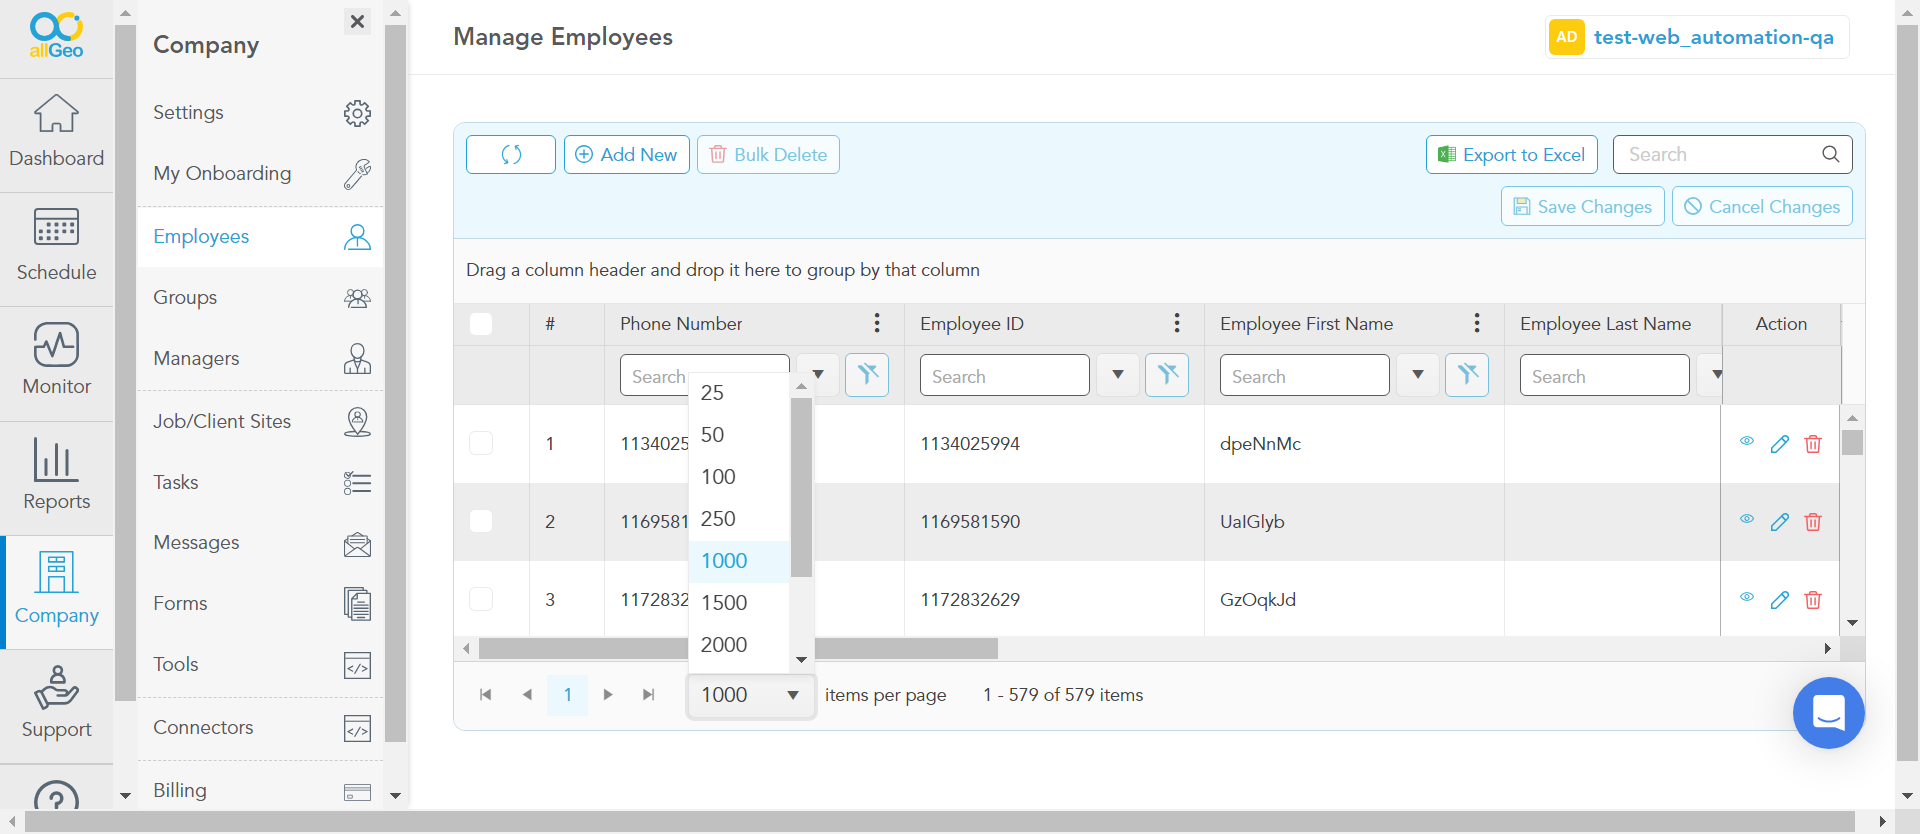 allGeo
Dashboard
Schedule
Monitor
Reports
Company
Support
Company
Settings
My Onboarding
Employees
Groups
Managers
Job/Client Sites
Tasks
Messages
Forms
Tools
Connectors
Billing
Manage Employees
AD test-web_automation-qa
Add New Bulk Delete Export to Excel Search
Save Changes Cancel Changes
Drag a column header and drop it here to group by that column
# Phone Number Employee ID Employee First Name Employee Last Name Action
Search Search Search Search
1 1134025 1134025994 dpeNnMc
2 1169581 1169581590 UaIGlyb
3 1172832 1172832629 GzOqkJd
25
50
100
250
1000
1500
2000
1 1000 items per page 1 - 579 of 579 items